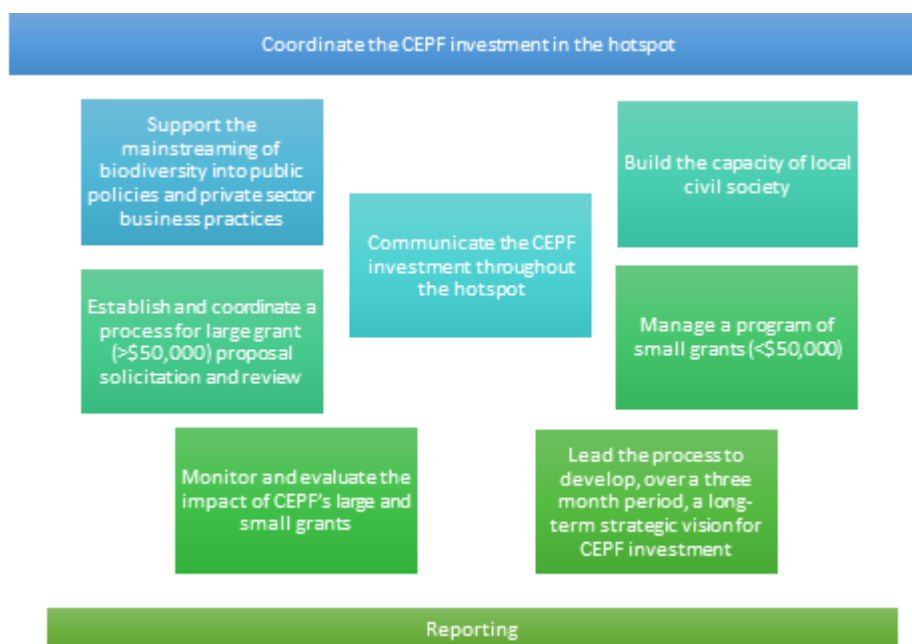 Coordinate the CEPF investment in the hotspot
Support the
mainstreaming of
biodiversity into public
policies and private sector
business practices
Build the capacity of local
civil society
Communicate the CEPF
investment throughout
the hotspot
Establish and coordinate a
process for large grant
(>$50,000) proposal
solicitation and review
Manage a program of
small grants (<$50,000)
Monitor and evaluate the
impact of CEPF's large and
small grants
Lead the process to
develop, over a three
month period, a long-
term strategic vision for
CEPF investment
Reporting